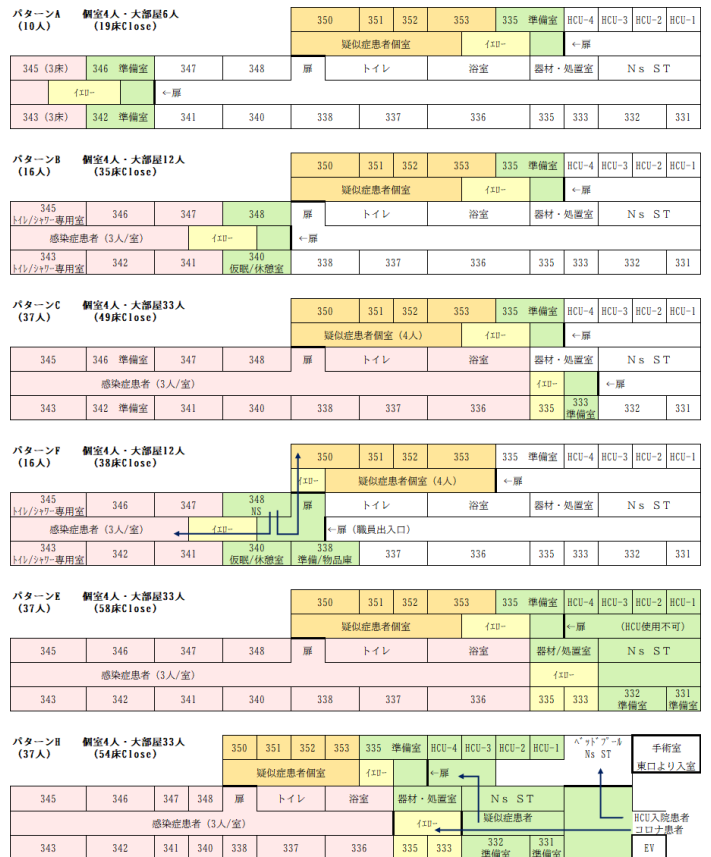 パターンA 個室4人・大部屋6人
(10人) (19床Close)
350 351 352 353 335 準備室 HCU-4 HCU-3 HCU-2 HCU-1
疑似症患者個室 イエロー ←扉
345 (3床) 346 準備室 347 348 扉 トイレ 浴室 器材・処置室 Ns ST
イエロー ←扉
343 (3床) 342 準備室 341 340 338 337 336 335 333 332 331
パターンB 個室4人・大部屋12人
(16人) (35床Close)
350 351 352 353 335 準備室 HCU-4 HCU-3 HCU-2 HCU-1
疑似症患者個室 イエロー ←扉
345
トイレ/シャワー専用室 346 347 348 扉 トイレ 浴室 器材・処置室 Ns ST
感染症患者 (3人/室) イエロー ←扉
343
トイレ/シャワー専用室 342 341 340
仮眠/休憩室 338 337 336 335 333 332 331
パターンC 個室4人・大部屋33人
(37人) (49床Close)
350 351 352 353 335 準備室 HCU-4 HCU-3 HCU-2 HCU-1
疑似症患者個室 (4人) イエロー ←扉
345 346 準備室 347 348 扉 トイレ 浴室 器材・処置室 Ns ST
感染症患者 (3人/室) イエロー ←扉
343 342 準備室 341 340 338 337 336 335 333
準備室 332 331
パターンF 個室4人・大部屋12人
(16人) (38床Close)
350 351 352 353 335 準備室 HCU-4 HCU-3 HCU-2 HCU-1
イエロー 疑似症患者個室 (4人) ←扉
345
トイレ/シャワー専用室 346 347 348
NS 扉 トイレ 浴室 器材・処置室 Ns ST
感染症患者 (3人/室) イエロー ←扉 (職員出入口)
343
トイレ/シャワー専用室 342 341 340
仮眠/休憩室 338
準備/物品庫 337 336 335 333 332 331
パターンE 個室4人・大部屋33人
(37人) (58床Close)
350 351 352 353 335 準備室 HCU-4 HCU-3 HCU-2 HCU-1
疑似症患者個室 イエロー ←扉 (HCU使用不可)
345 346 347 348 扉 トイレ 浴室 器材/処置室 Ns ST
感染症患者 (3人/室) イエロー
343 342 341 340 338 337 336 335 333 332
準備室 331
準備室
パターンH 個室4人・大部屋33人
(37人) (54床Close)
350 351 352 353 335 準備室 HCU-4 HCU-3 HCU-2 HCU-1 ベッドプール
Ns ST 手術室
東口より入室
疑似症患者個室 イエロー ←扉
345 346 347 348 扉 トイレ 浴室 器材・処置室 Ns ST
感染症患者 (3人/室) イエロー 疑似症患者 HCU入院患者
コロナ患者
343 342 341 340 338 337 336 335 333 332
準備室 331
準備室 EV